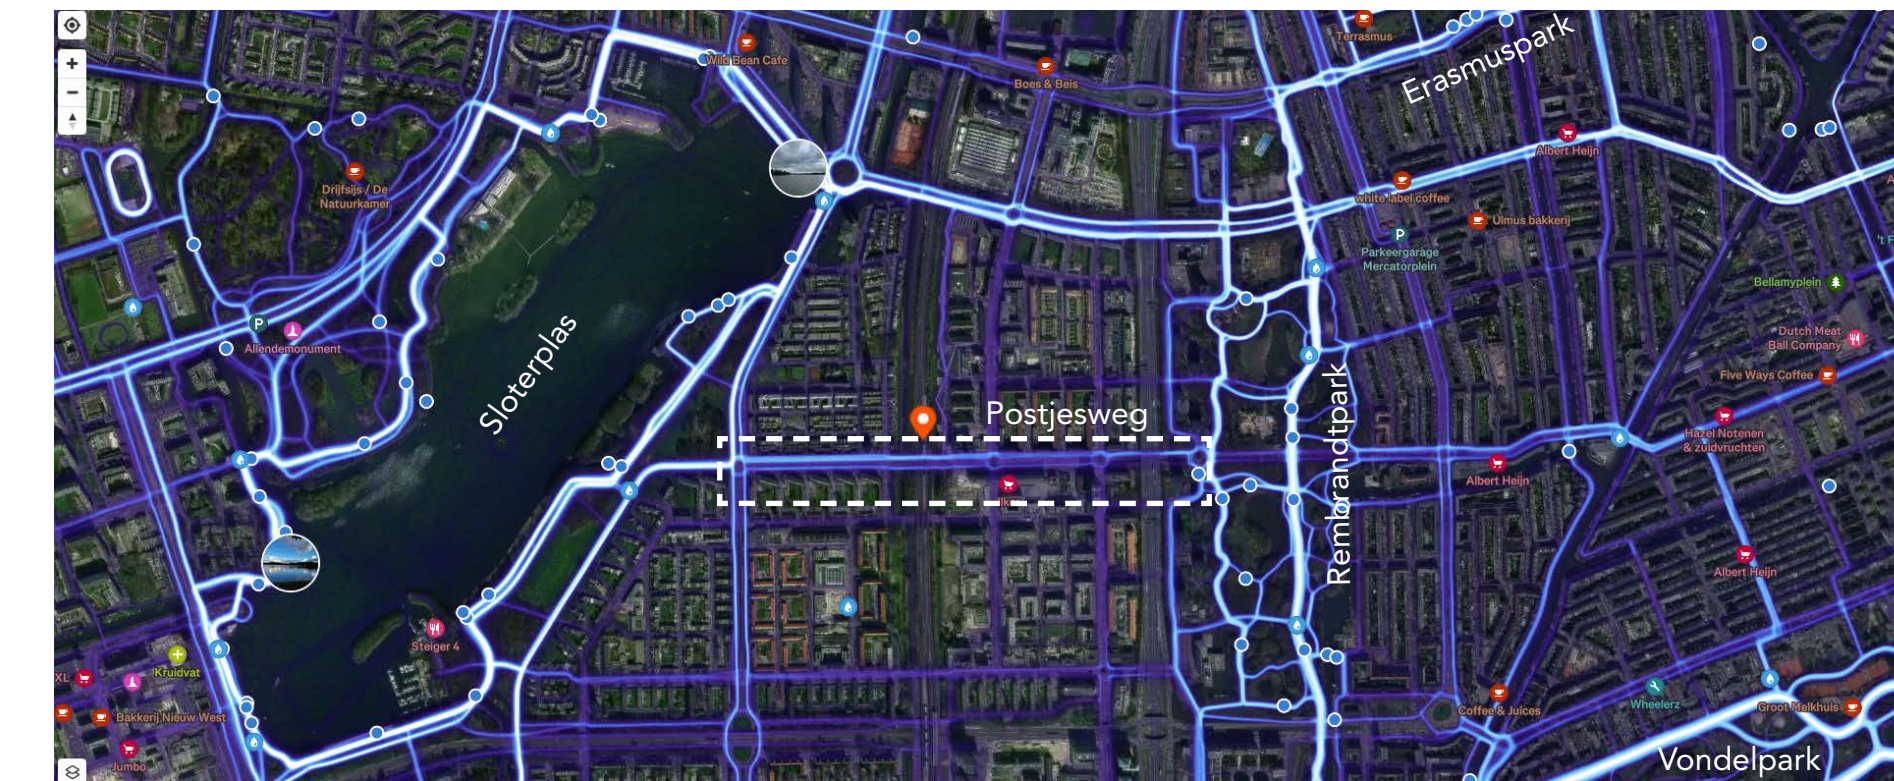 Erasmuspark
Terrasmus
Wild Bean Cafe
Boes & Beis
Albert Heijn
Drijfsijs / De
Natuurkamer
white label coffee
Ulmus bakkerij
P
Parkeergarage
Mercatorplein
Bellamyplein
P
Allendemonument
Dutch Meat
Ball Company
Sloterplas
Five Ways Coffee
Postjesweg
Rembrandtpark
Hazel Notenen
& zuidvruchten
Albert Heijn
Albert Heijn
Steiger 4
Kruidvat
XL
Bakkerij Nieuw West
Coffee & Juices
Wheelerz
Groot Melkhuis
Jumbo
Vondelpark